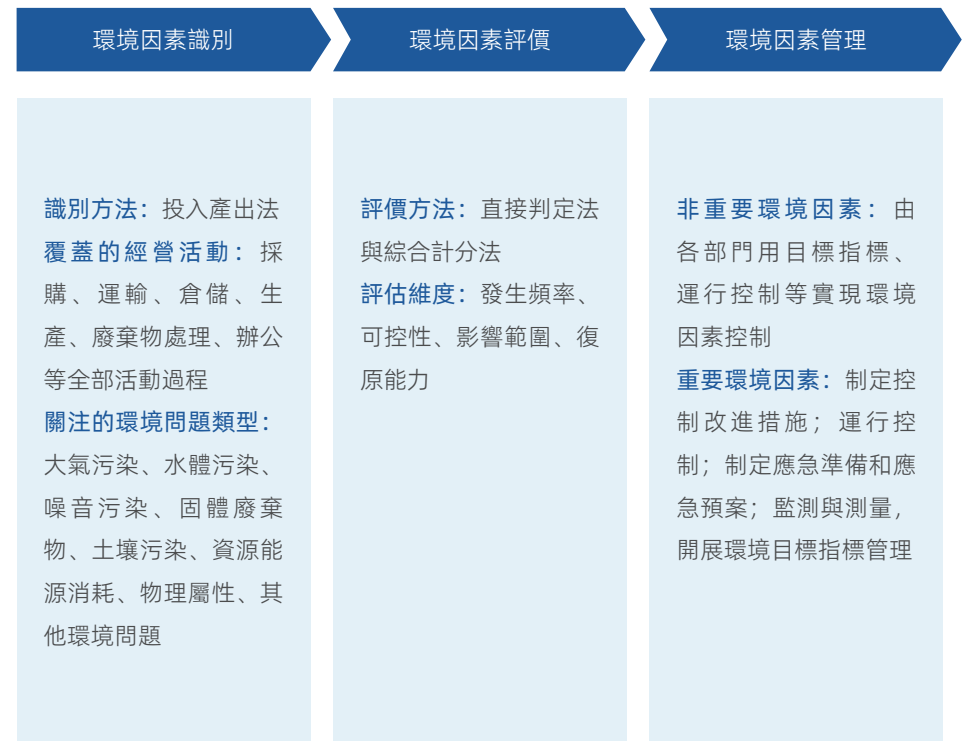 環境因素識別
環境因素評價
環境因素管理
識別方法：投入產出法
覆蓋的經營活動：採
購、運輸、倉儲、生
產、廢棄物處理、辦公
等全部活動過程
關注的環境問題類型：
大氣污染、水體污染、
噪音污染、固體廢棄
物、土壤污染、資源能
源消耗、物理屬性、其
他環境問題
評價方法：直接判定法
與綜合計分法
評估維度：發生頻率、
可控性、影響範圍、復
原能力
非重要環境因素：由
各部門用目標指標、
運行控制等實現環境
因素控制
重要環境因素：制定控
制改進措施；運行控
制；制定應急準備和應
急預案；監測與測量，
開展環境目標指標管理